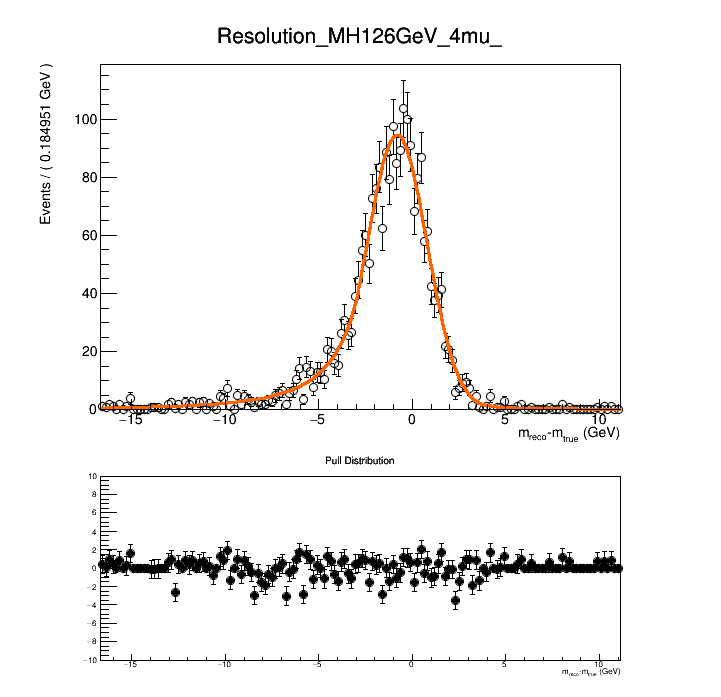 Resolution_MH126GeV_4mu_
Events / ( 0.184951 GeV )
100
80
60
40
20
0
−15 −10 −5 0 5 10
m_reco-m_true (GeV)
Pull Distribution
10
8
6
4
2
0
−2
−4
−6
−8
−10
−15 −10 −5 0 5 10
m_reco-m_true (GeV)